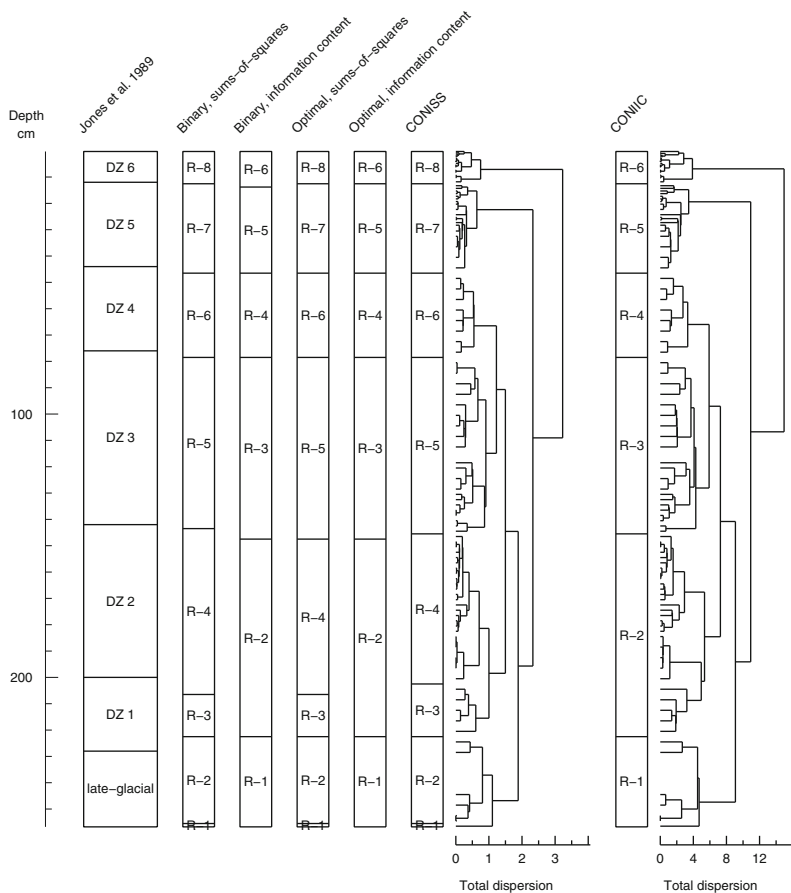 Jones et al. 1989
Binary, sums-of-squares
Binary, information content
Optimal, sums-of-squares
Optimal, information content
CONISS
CONIIC
Depth
cm
100
200
DZ 6
DZ 5
DZ 4
DZ 3
DZ 2
DZ 1
late-glacial
R-8
R-7
R-6
R-5
R-4
R-3
R-2
R-1
R-6
R-5
R-4
R-3
R-2
R-1
R-8
R-7
R-6
R-5
R-4
R-3
R-2
R-1
R-6
R-5
R-4
R-3
R-2
R-1
R-8
R-7
R-6
R-5
R-4
R-3
R-2
R-1
R-6
R-5
R-4
R-3
R-2
R-1
0 1 2 3
Total dispersion
0 4 8 12
Total dispersion